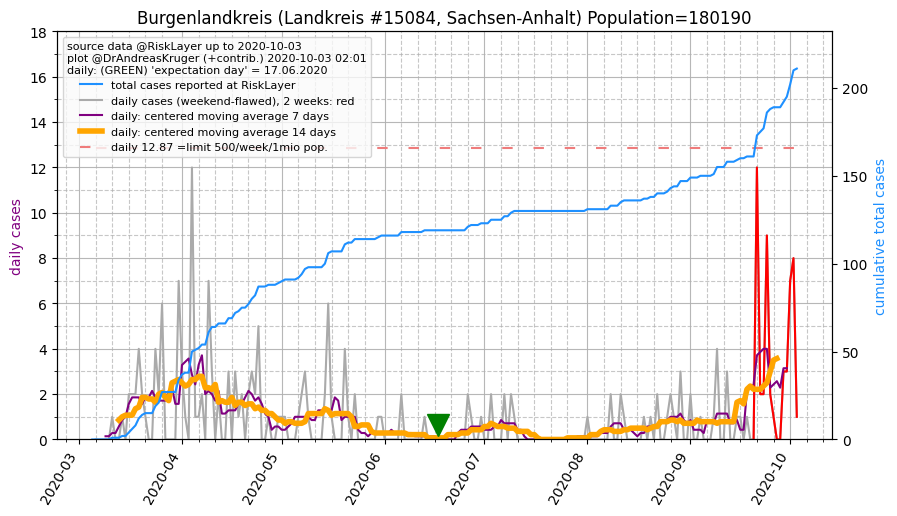 Burgenlandkreis (Landkreis #15084, Sachsen-Anhalt) Population=180190
source data @RiskLayer up to 2020-10-03
plot @DrAndreasKruger (+contrib.) 2020-10-03 02:01
daily: (GREEN) 'expectation day' = 17.06.2020
total cases reported at RiskLayer
daily cases (weekend-flawed), 2 weeks: red
daily: centered moving average 7 days
daily: centered moving average 14 days
daily 12.87 =limit 500/week/1mio pop.
daily cases
18
16
14
12
10
8
6
4
2
0
cumulative total cases
200
150
100
50
0
2020-03
2020-04
2020-05
2020-06
2020-07
2020-08
2020-09
2020-10